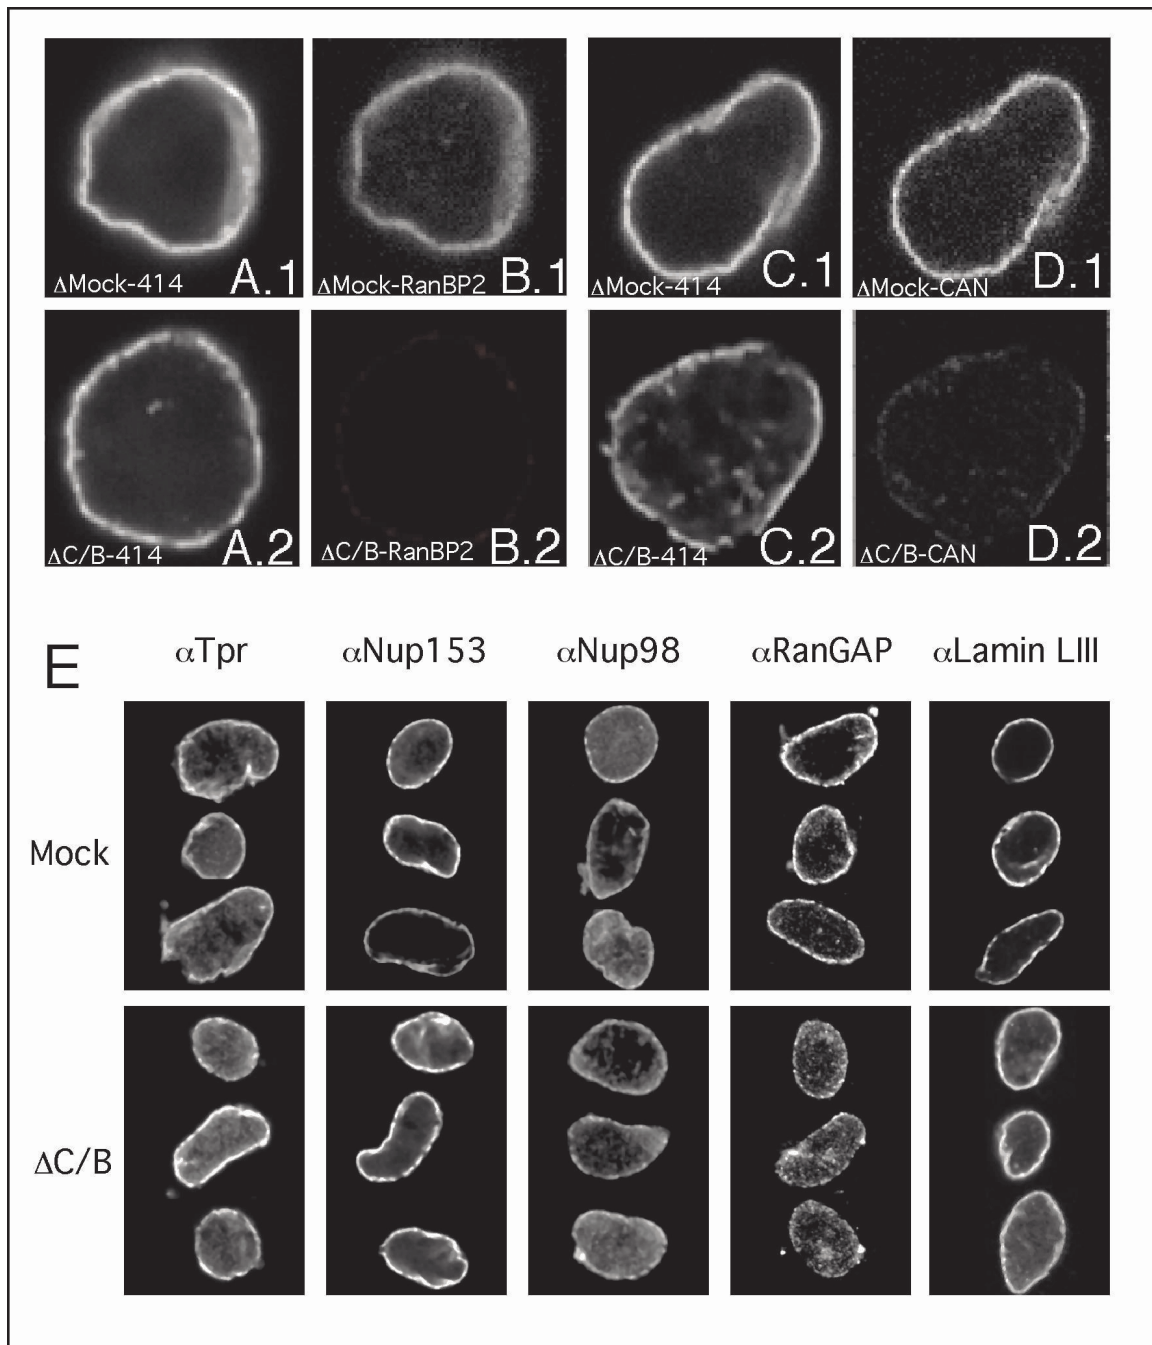 ΔMock-414 A.1
ΔMock-RanBP2 B.1
ΔMock-414 C.1
ΔMock-CAN D.1
ΔC/B-414 A.2
ΔC/B-RanBP2 B.2
ΔC/B-414 C.2
ΔC/B-CAN D.2
E
αTpr αNup153 αNup98 αRanGAP αLamin LIII
Mock
ΔC/B